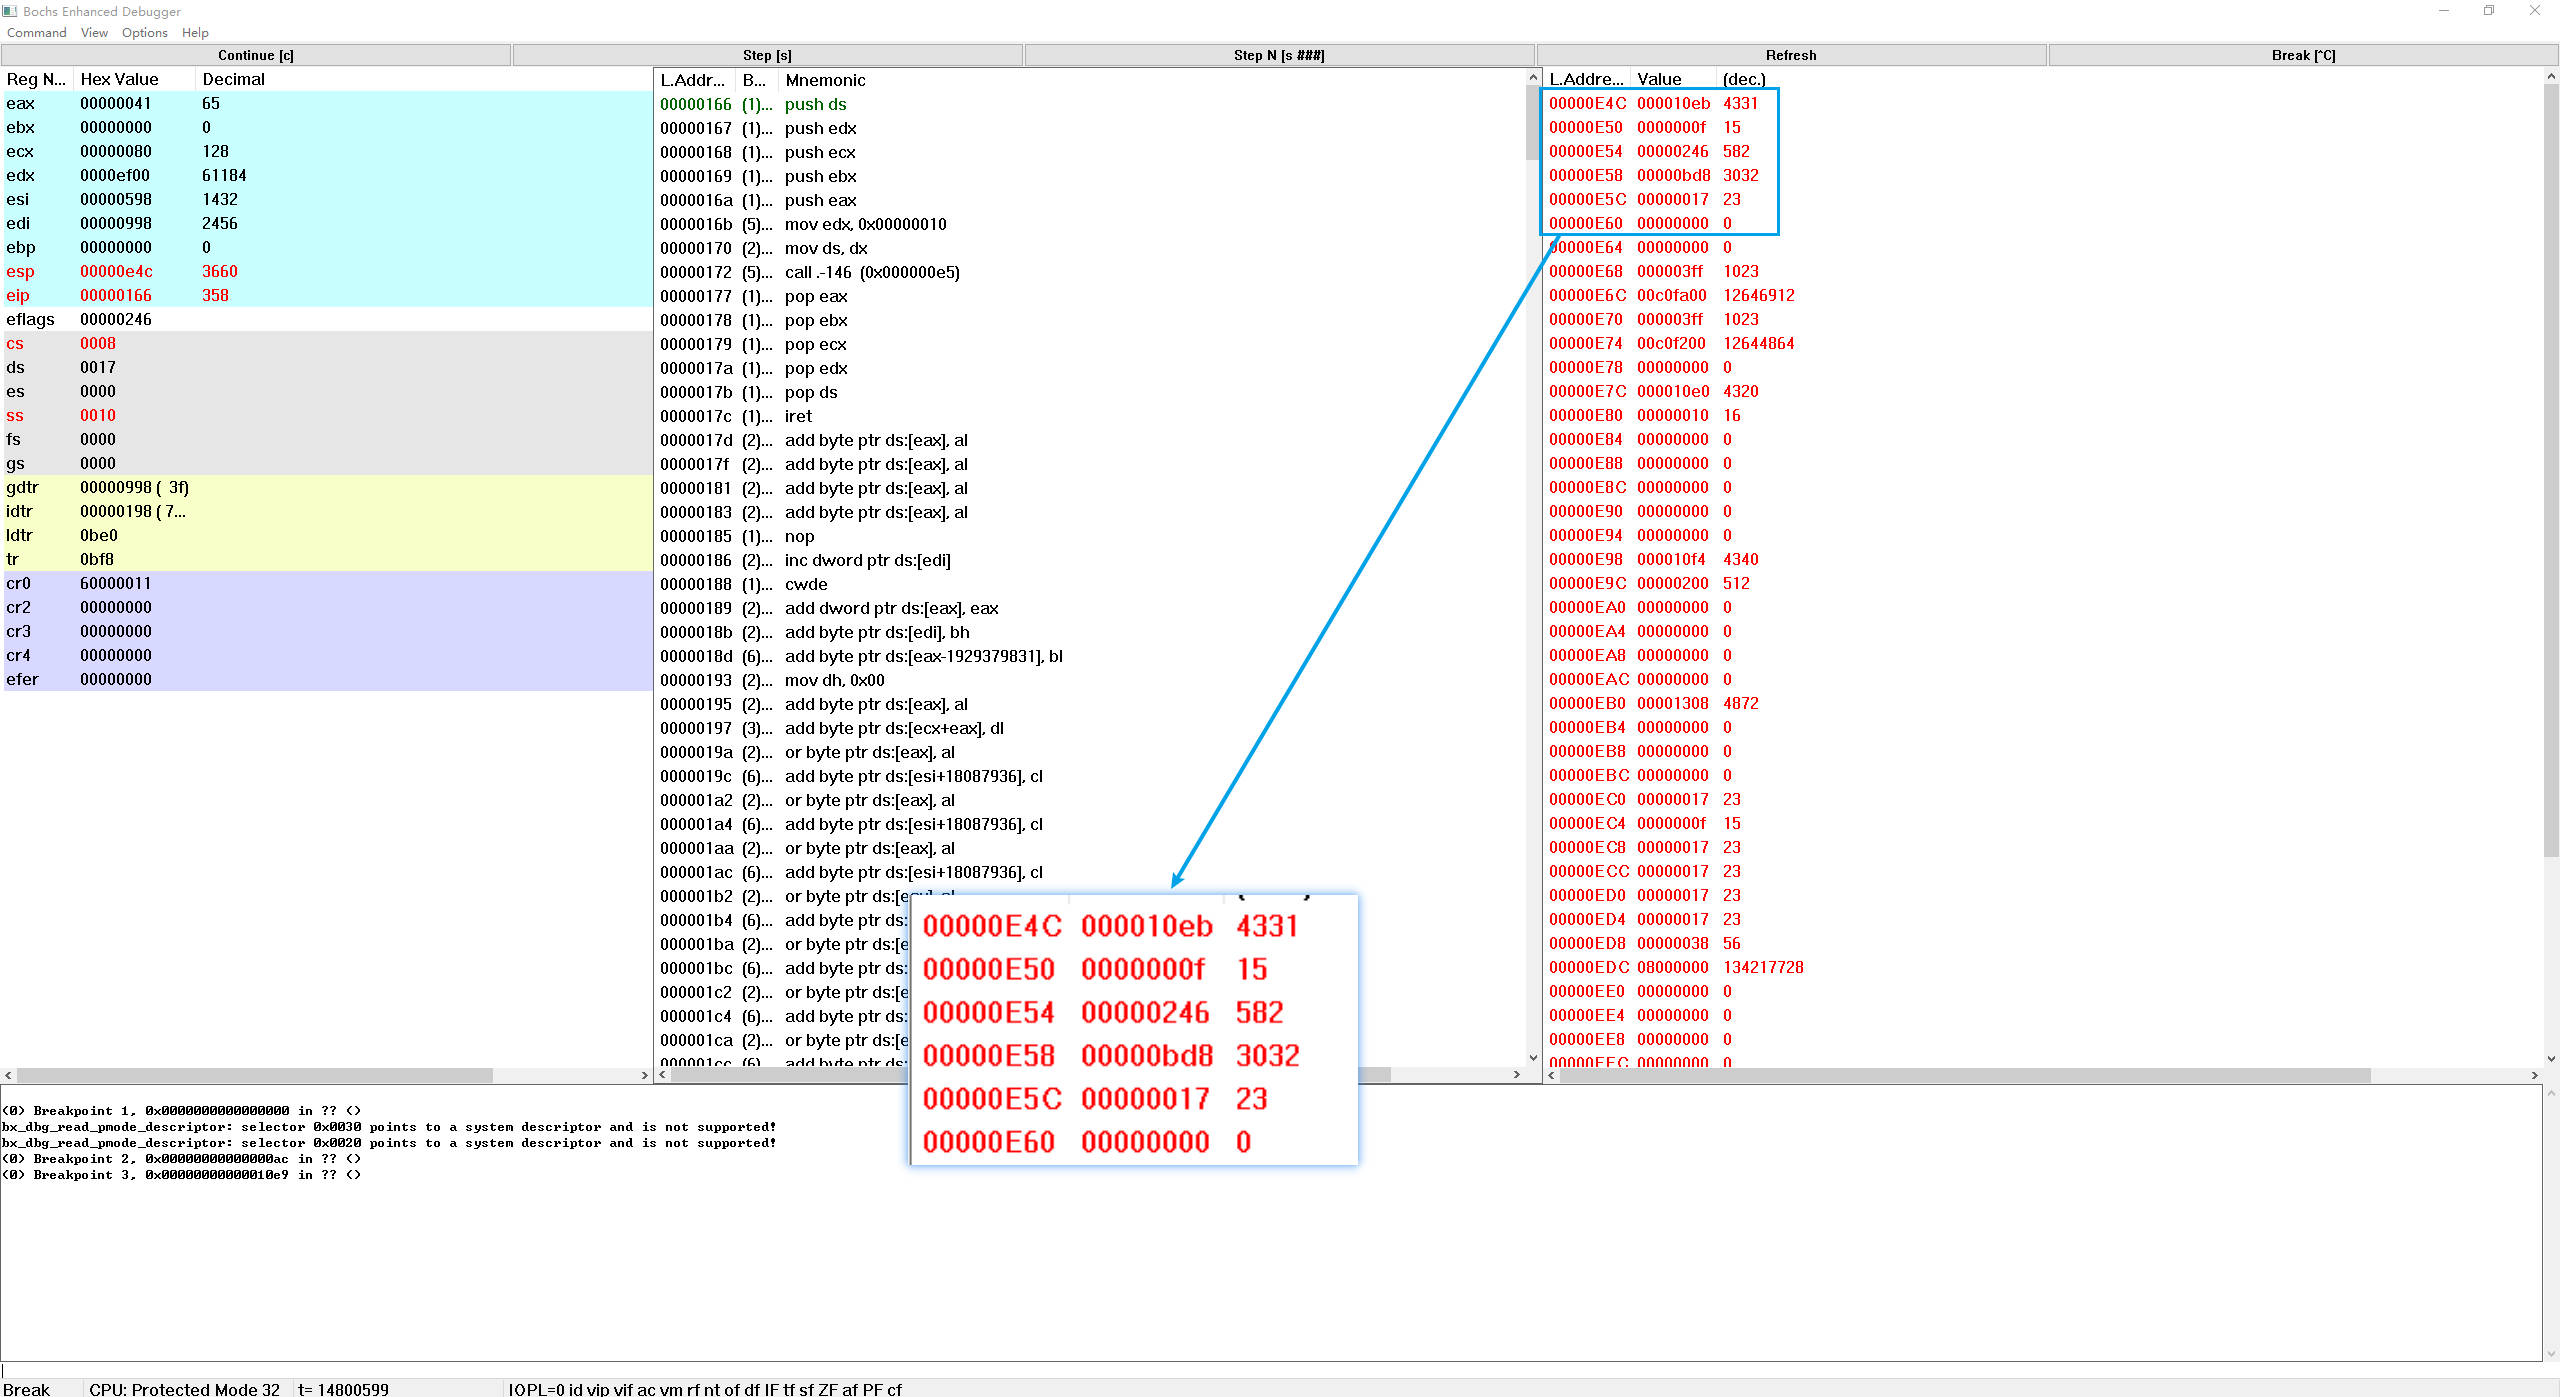 Bochs Enhanced Debugger
Command View Options Help
Continue [c] Step [s] Step N [s ###] Refresh Break [^C]
Reg N... Hex Value Decimal
eax 00000041 65
ebx 00000000 0
ecx 00000080 128
edx 0000ef00 61184
esi 00000598 1432
edi 00000998 2456
ebp 00000000 0
esp 00000e4c 3660
eip 00000166 358
eflags 00000246
cs 0008
ds 0017
es 0000
ss 0010
fs 0000
gs 0000
gdtr 00000998 ( 3f)
idtr 00000198 ( 7...
ldtr 0be0
tr 0bf8
cr0 60000011
cr2 00000000
cr3 00000000
cr4 00000000
efer 00000000
L.Addr... B... Mnemonic
00000166 (1)... push ds
00000167 (1)... push edx
00000168 (1)... push ecx
00000169 (1)... push ebx
0000016a (1)... push eax
0000016b (5)... mov edx, 0x00000010
00000170 (2)... mov ds, dx
00000172 (5)... call .-146 (0x000000e5)
00000177 (1)... pop eax
00000178 (1)... pop ebx
00000179 (1)... pop ecx
0000017a (1)... pop edx
0000017b (1)... pop ds
0000017c (1)... iret
0000017d (2)... add byte ptr ds:[eax], al
0000017f (2)... add byte ptr ds:[eax], al
00000181 (2)... add byte ptr ds:[eax], al
00000183 (2)... add byte ptr ds:[eax], al
00000185 (1)... nop
00000186 (2)... inc dword ptr ds:[edi]
00000188 (1)... cwde
00000189 (2)... add dword ptr ds:[eax], eax
0000018b (2)... add byte ptr ds:[edi], bh
0000018d (6)... add byte ptr ds:[eax-1929379831], bl
00000193 (2)... mov dh, 0x00
00000195 (2)... add byte ptr ds:[eax], al
00000197 (3)... add byte ptr ds:[ecx+eax], dl
0000019a (2)... or byte ptr ds:[eax], al
0000019c (6)... add byte ptr ds:[esi+18087936], cl
000001a2 (2)... or byte ptr ds:[eax], al
000001a4 (6)... add byte ptr ds:[esi+18087936], cl
000001aa (2)... or byte ptr ds:[eax], al
000001ac (6)... add byte ptr ds:[esi+18087936], cl
000001b2 (2)... or byte ptr ds:[eax], al
000001b4 (6)... add byte ptr ds:
000001ba (2)... or byte ptr ds:[e
000001bc (6)... add byte ptr ds:
000001c2 (2)... or byte ptr ds:[e
000001c4 (6)... add byte ptr ds:
000001ca (2)... or byte ptr ds:[e
000001cc (6)... add byte ptr ds:
L.Addre... Value (dec.)
00000E4C 000010eb 4331
00000E50 0000000f 15
00000E54 00000246 582
00000E58 00000bd8 3032
00000E5C 00000017 23
00000E60 00000000 0
00000E64 00000000 0
00000E68 000003ff 1023
00000E6C 00c0fa00 12646912
00000E70 000003ff 1023
00000E74 00c0f200 12644864
00000E78 00000000 0
00000E7C 000010e0 4320
00000E80 00000010 16
00000E84 00000000 0
00000E88 00000000 0
00000E8C 00000000 0
00000E90 00000000 0
00000E94 00000000 0
00000E98 000010f4 4340
00000E9C 00000200 512
00000EA0 00000000 0
00000EA4 00000000 0
00000EA8 00000000 0
00000EAC 00000000 0
00000EB0 00001308 4872
00000EB4 00000000 0
00000EB8 00000000 0
00000EBC 00000000 0
00000EC0 00000017 23
00000EC4 0000000f 15
00000EC8 00000017 23
00000ECC 00000017 23
00000ED0 00000017 23
00000ED4 00000017 23
00000ED8 00000038 56
00000EDC 08000000 134217728
00000EE0 00000000 0
00000EE4 00000000 0
00000EE8 00000000 0
00000EEC 00000000 0
00000E4C 000010eb 4331
00000E50 0000000f 15
00000E54 00000246 582
00000E58 00000bd8 3032
00000E5C 00000017 23
00000E60 00000000 0
(0) Breakpoint 1, 0x0000000000000000 in ?? ()
bx_dbg_read_pmode_descriptor: selector 0x0030 points to a system descriptor and is not supported!
bx_dbg_read_pmode_descriptor: selector 0x0020 points to a system descriptor and is not supported!
(0) Breakpoint 2, 0x00000000000000ac in ?? ()
(0) Breakpoint 3, 0x00000000000010e9 in ?? ()
Break CPU: Protected Mode 32 t= 14800599 IOPL=0 id vip vif ac vm rf nt of df IF tf sf ZF af PF cf